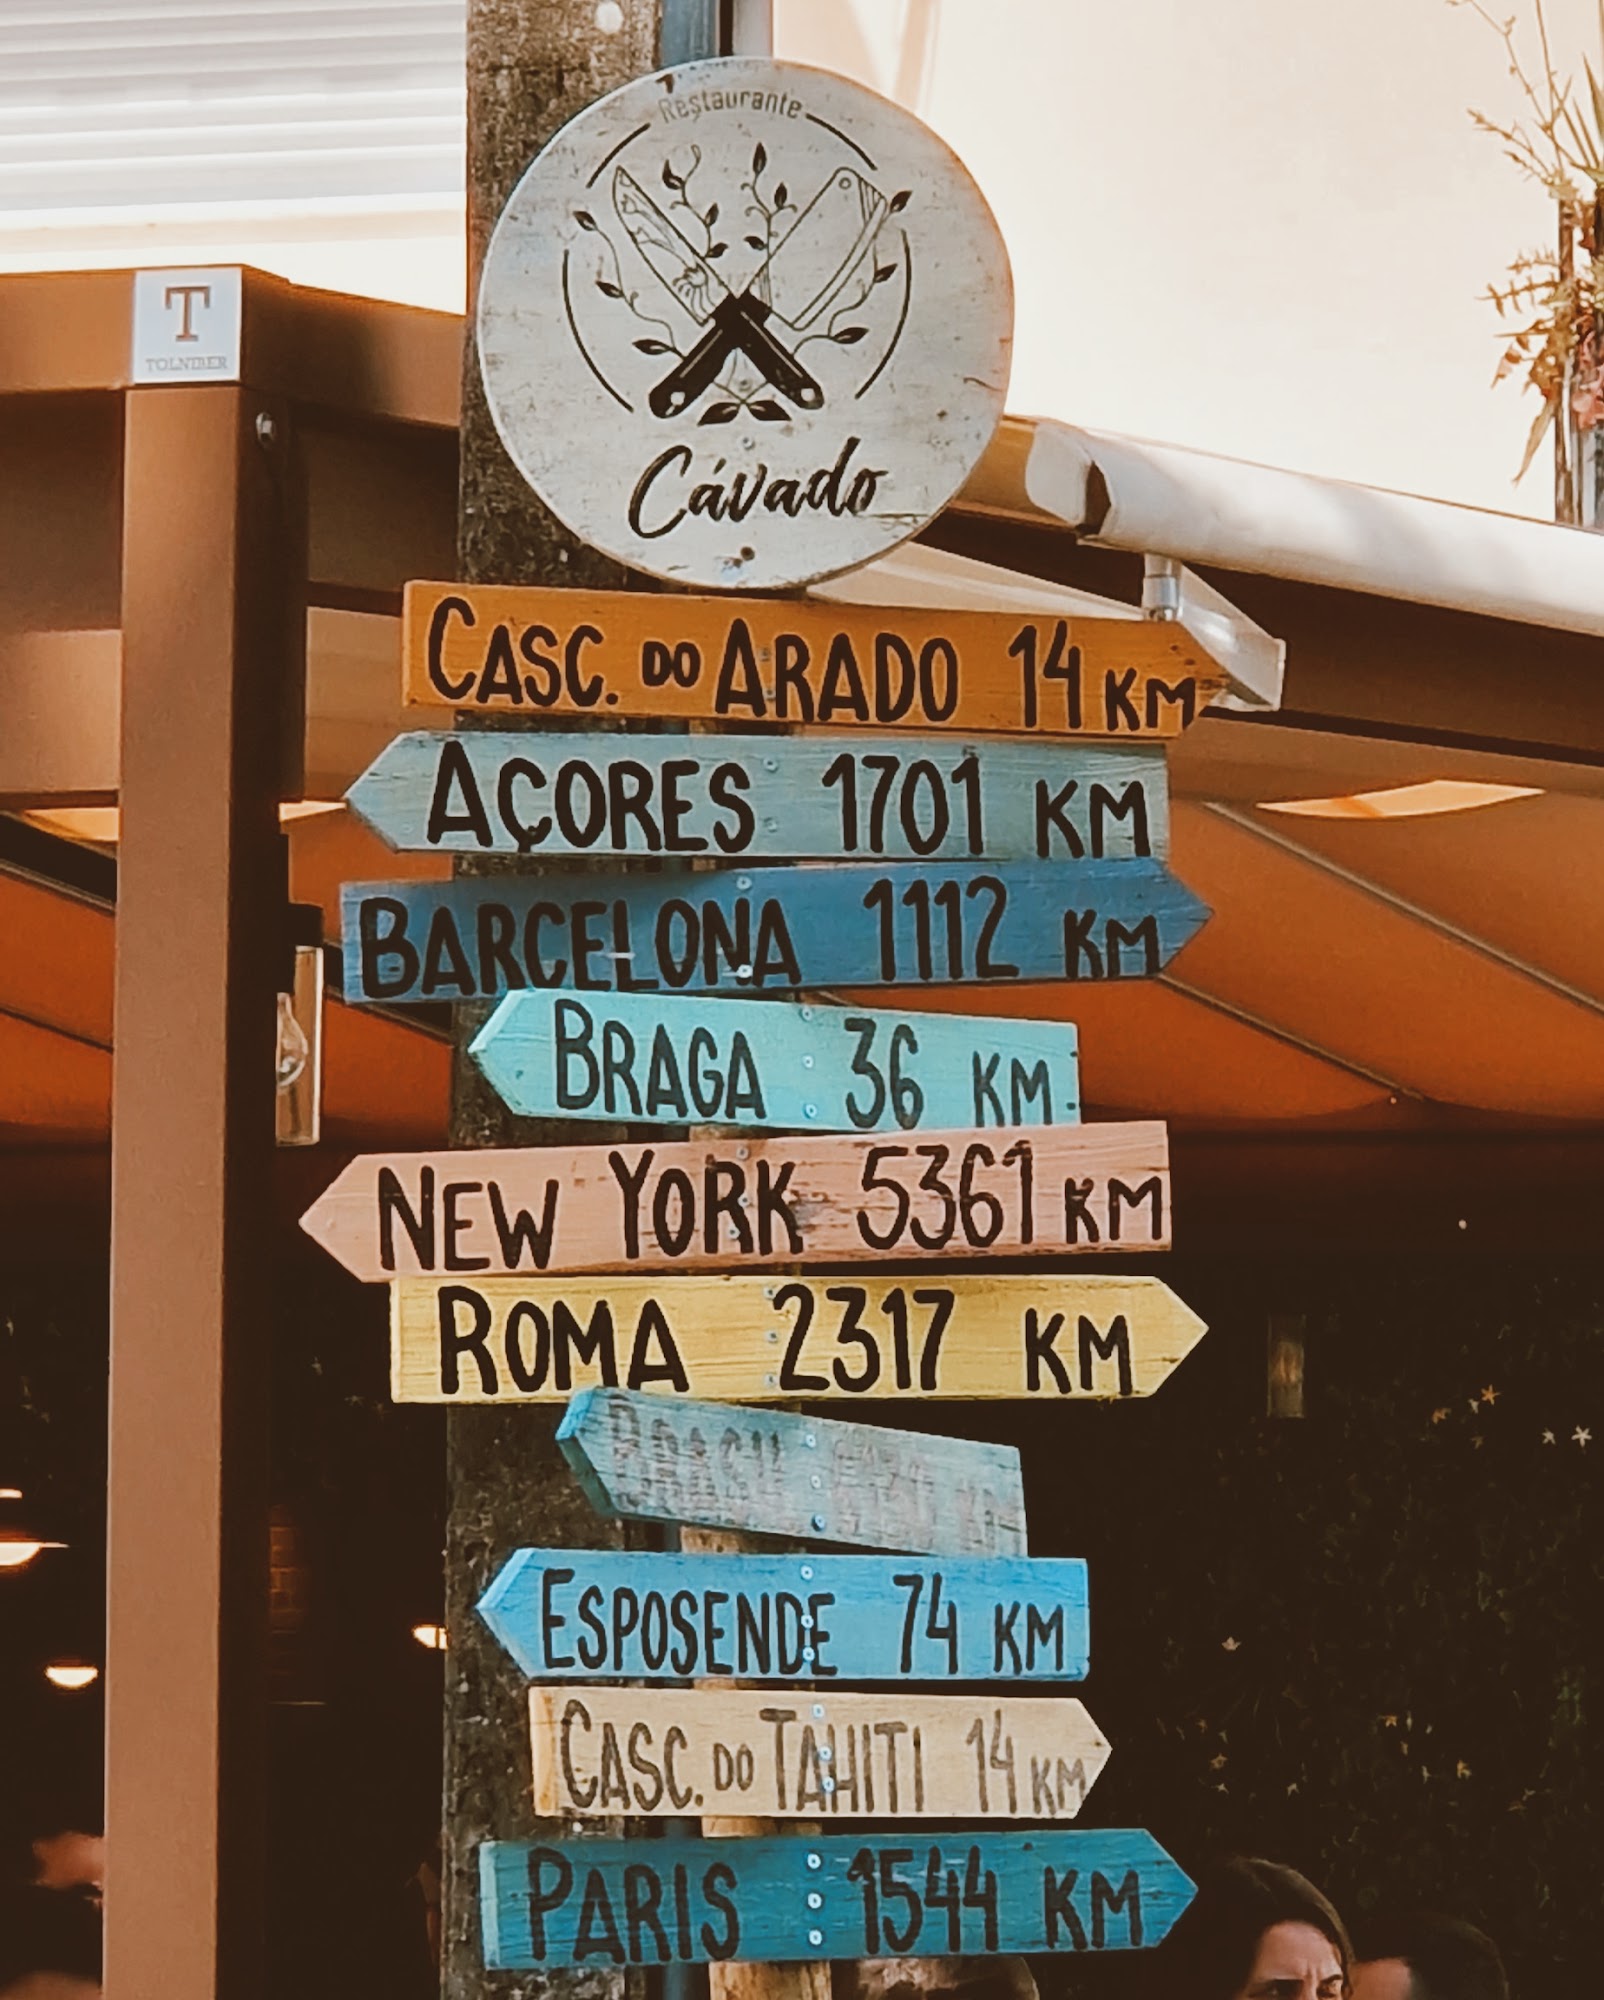 Restaurante
Cávado
T
TOLNIBER
CASC. DO ARADO 14 KM
AÇORES 1701 KM
BARCELONA 1112 KM
BRAGA 36 KM
NEW YORK 5361 KM
ROMA 2317 KM
ESPOSENDE 74 KM
CASC. DO TAHITI 14 KM
PARIS 1544 KM